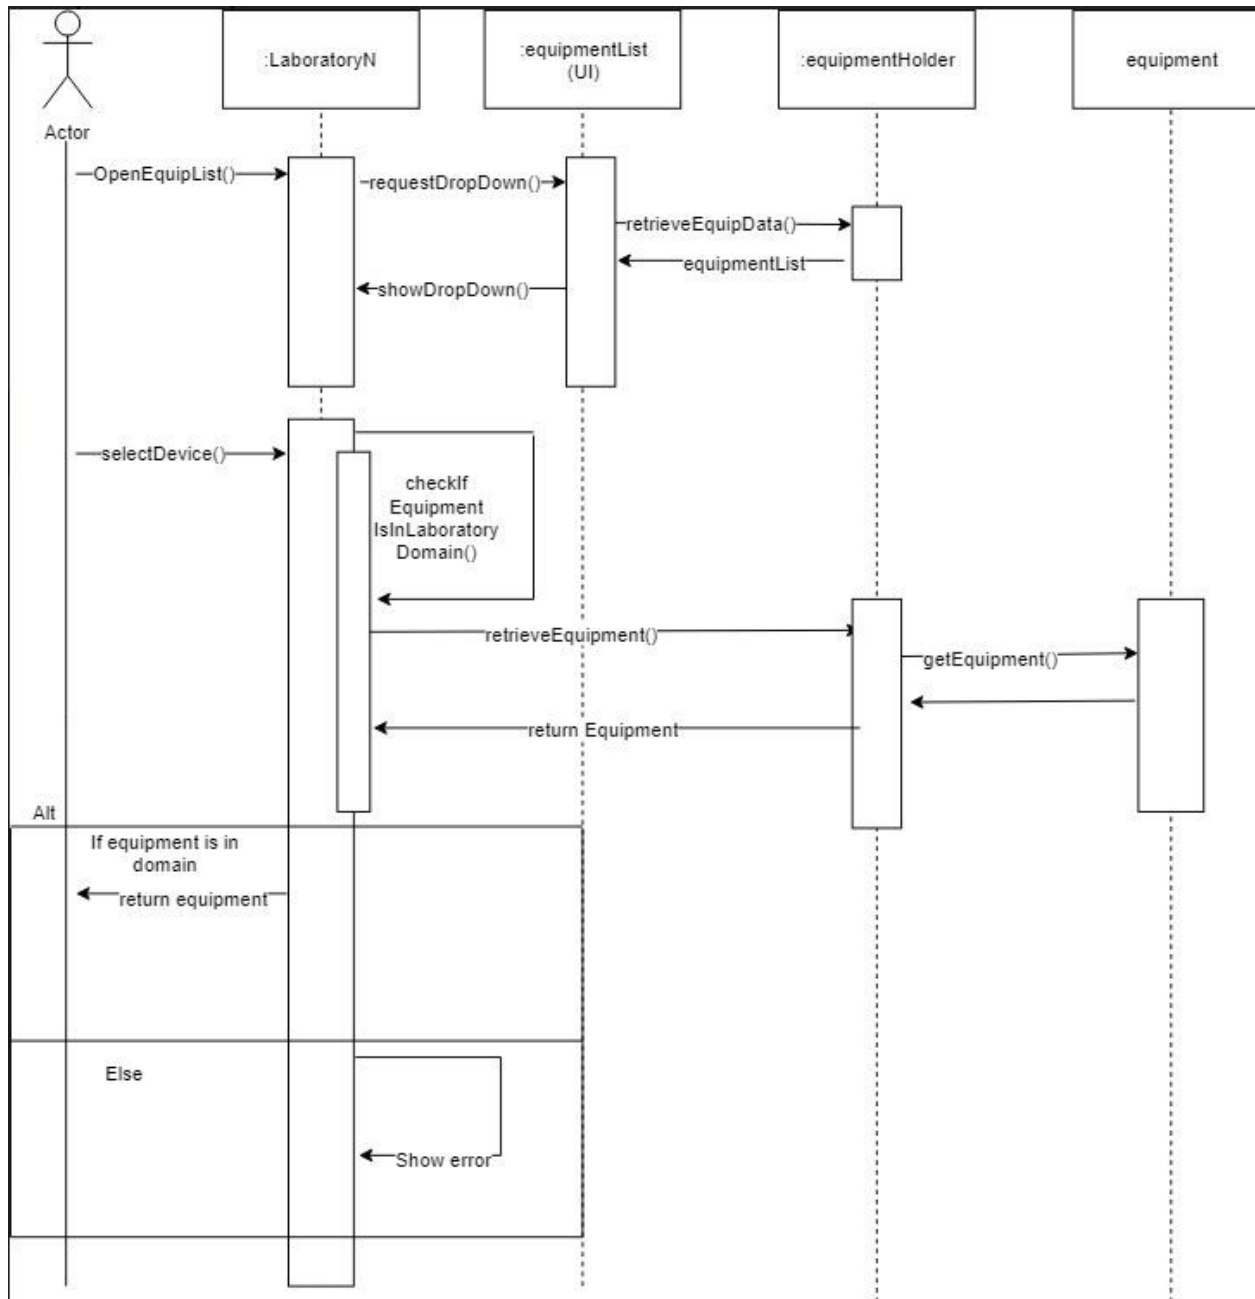 :LaboratoryN
:equipmentList
(UI)
:equipmentHolder
equipment
Actor
OpenEquipList()
requestDropDown()
retrieveEquipData()
equipmentList
showDropDown()
selectDevice()
checkIf
Equipment
IsInLaboratory
Domain()
retrieveEquipment()
getEquipment()
return Equipment
Alt
If equipment is in
domain
return equipment
Else
Show error